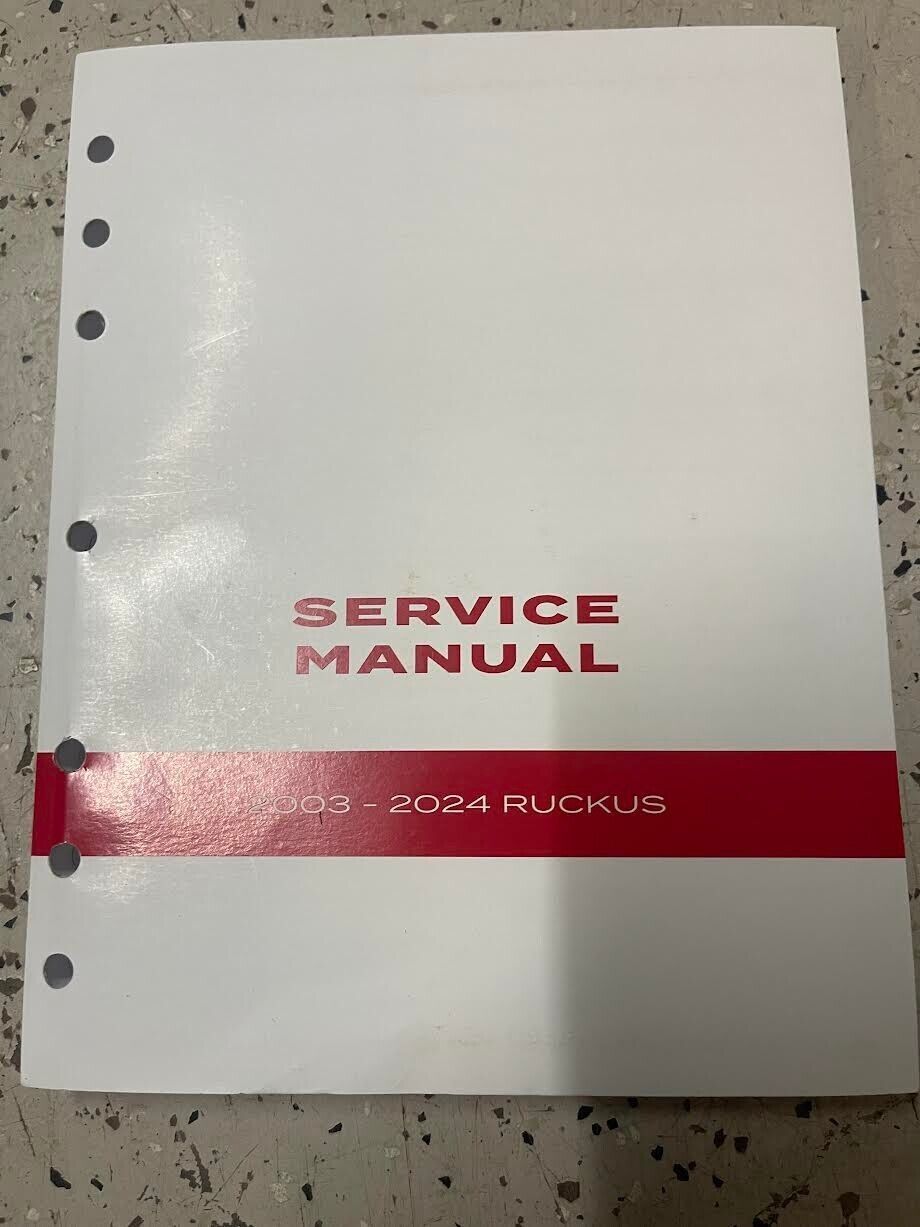 SERVICE
MANUAL
2003 – 2024 RUCKUS